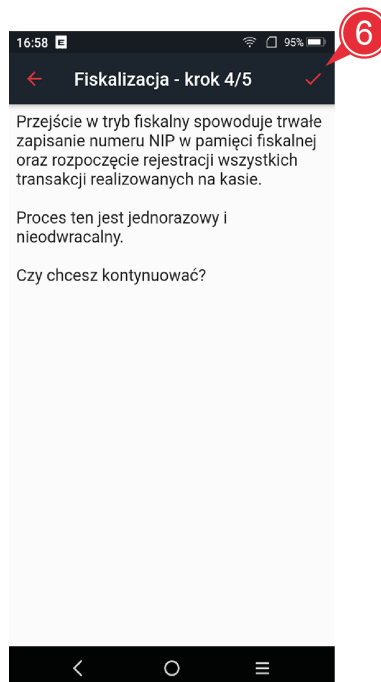 6
16:58 E 95%
Fiskalizacja - krok 4/5
Przejście w tryb fiskalny spowoduje trwałe
zapisanie numeru NIP w pamięci fiskalnej
oraz rozpoczęcie rejestracji wszystkich
transakcji realizowanych na kasie.
Proces ten jest jednorazowy i
nieodwracalny.
Czy chcesz kontynuować?